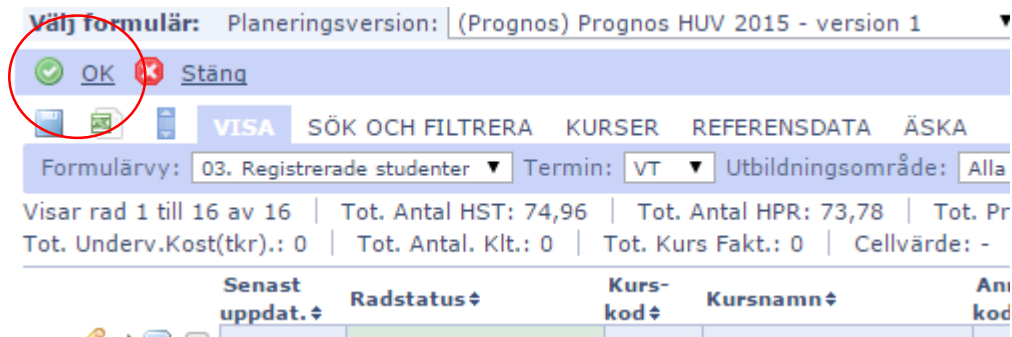 Välj formulär: Planeringsversion: (Prognos) Prognos HUV 2015 - version 1
OK Stäng
VISA SÖK OCH FILTRERA KURSER REFERENSDATA ÄSKA
Formulärvy: 03. Registrerade studenter Termin: VT Utbildningsområde: Alla
Visar rad 1 till 16 av 16 | Tot. Antal HST: 74,96 | Tot. Antal HPR: 73,78 | Tot. Pr
Tot. Underv.Kost(tkr).: 0 | Tot. Antal. Klt.: 0 | Tot. Kurs Fakt.: 0 | Cellvärde: -
Senast uppdat. Radstatus Kurs-kod Kursnamn Ann kod